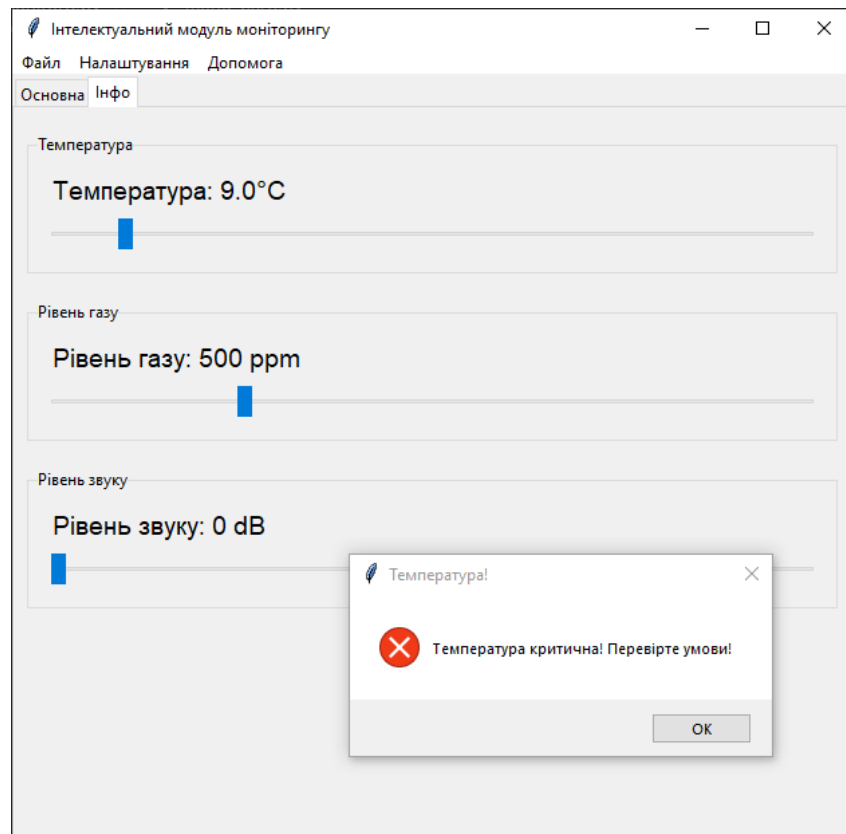 Інтелектуальний модуль моніторингу
Файл Налаштування Допомога
Основна Інфо
Температура
Температура: 9.0°C
Рівень газу
Рівень газу: 500 ppm
Рівень звуку
Рівень звуку: 0 dB
Температура!
Температура критична! Перевірте умови!
ОК